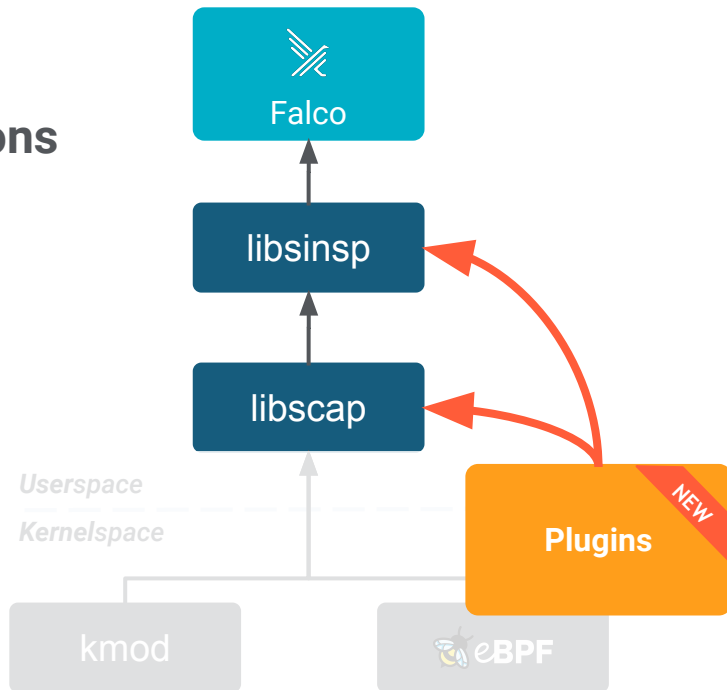 Falco
ons
libsinsp
libscap
Userspace
Kernelspace
NEW
Plugins
kmod
eBPF